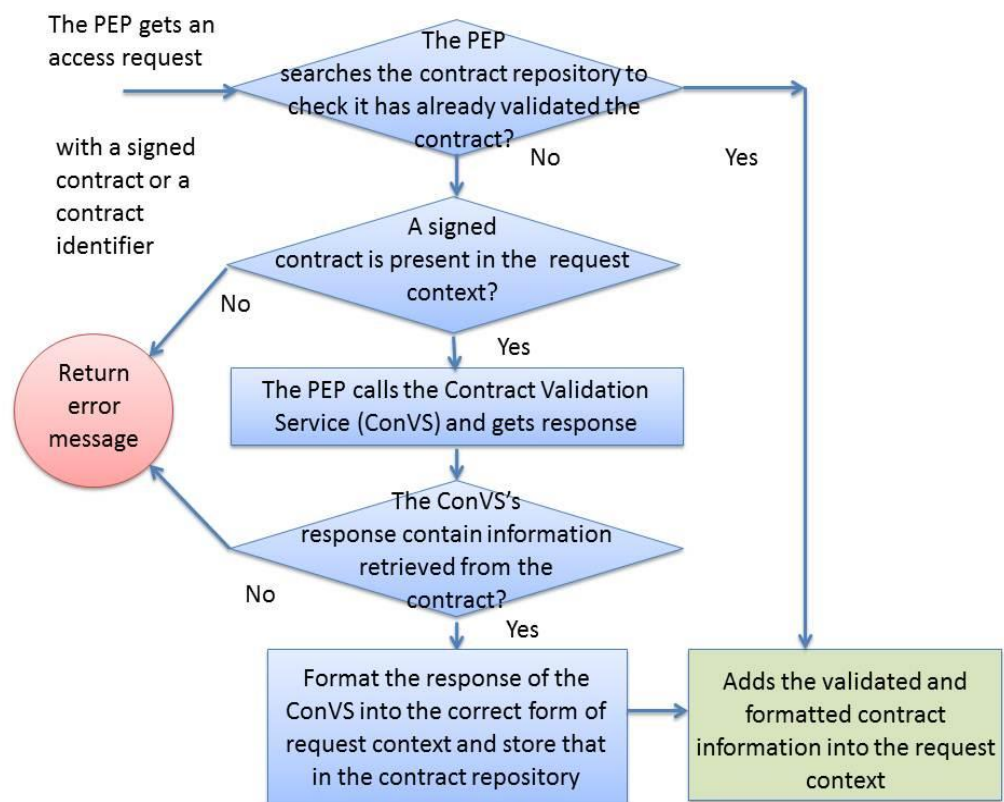 The PEP gets an
access request
with a signed
contract or a
contract
identifier
The PEP
searches the contract repository to
check it has already validated the
contract?
No
Yes
A signed
contract is present in the request
context?
No
Yes
Return
error
message
The PEP calls the Contract Validation
Service (ConVS) and gets response
The ConVS’s
response contain information
retrieved from the
contract?
No
Yes
Format the response of the
ConVS into the correct form of
request context and store that
in the contract repository
Adds the validated and
formatted contract
information into the request
context